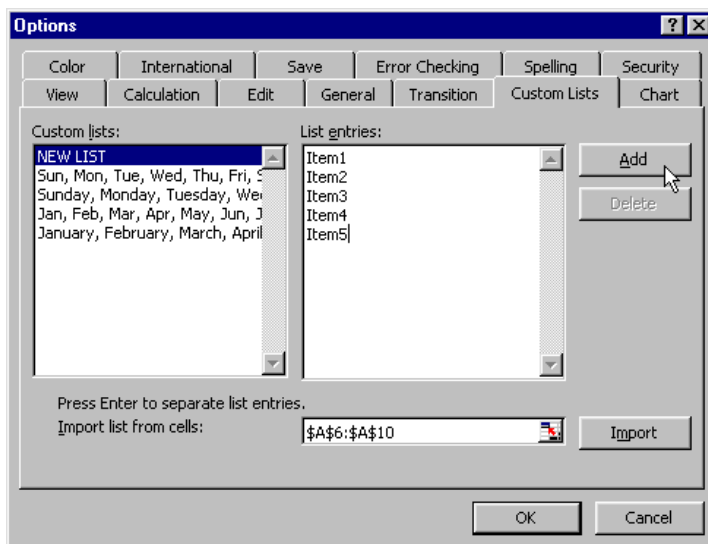 Options
Color International Save Error Checking Spelling Security
View Calculation Edit General Transition Custom Lists Chart
Custom lists:
NEW LIST
Sun, Mon, Tue, Wed, Thu, Fri, S
Sunday, Monday, Tuesday, Wed
Jan, Feb, Mar, Apr, May, Jun, J
January, February, March, April
List entries:
Item1
Item2
Item3
Item4
Item5
Add
Delete
Press Enter to separate list entries.
Import list from cells:
$A$6:$A$10
Import
OK
Cancel